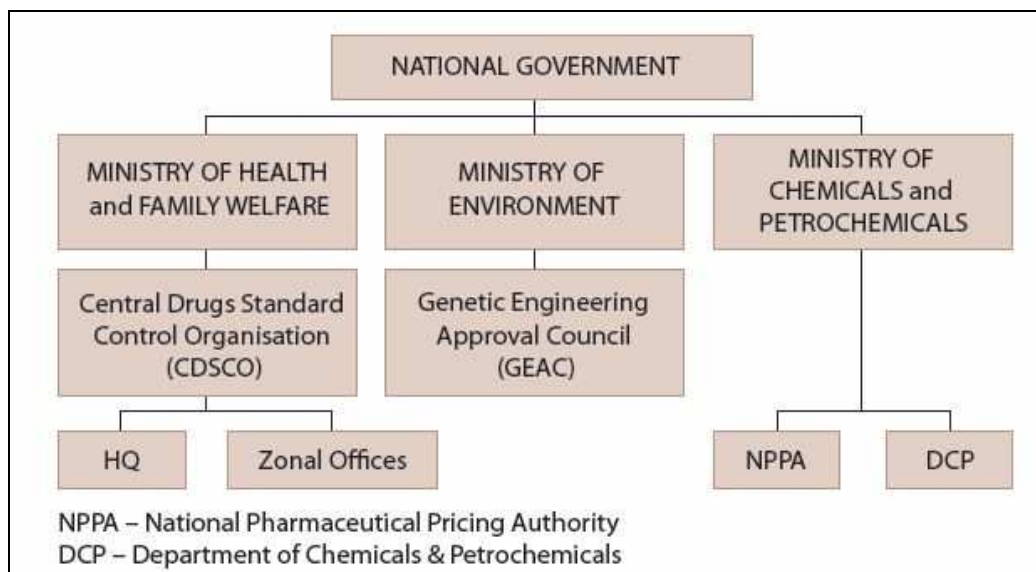 NATIONAL GOVERNMENT
MINISTRY OF HEALTH
and FAMILY WELFARE
MINISTRY OF
ENVIRONMENT
MINISTRY OF
CHEMICALS and
PETROCHEMICALS
Central Drugs Standard
Control Organisation
(CDSCO)
Genetic Engineering
Approval Council
(GEAC)
HQ
Zonal Offices
NPPA
DCP
NPPA – National Pharmaceutical Pricing Authority
DCP – Department of Chemicals & Petrochemicals